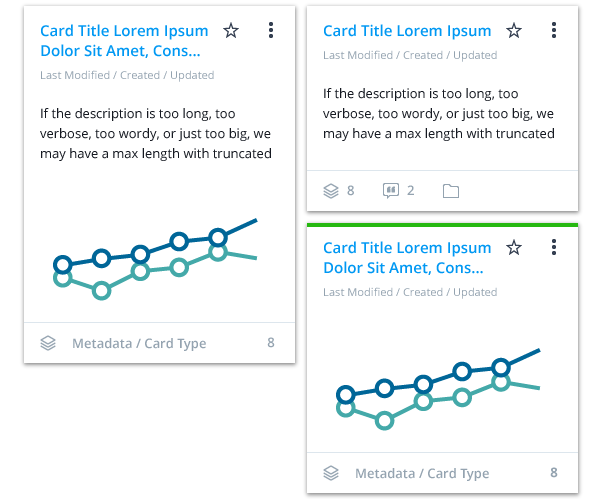 Card Title Lorem Ipsum
Dolor Sit Amet, Cons...
Last Modified / Created / Updated
If the description is too long, too
verbose, too wordy, or just too big, we
may have a max length with truncated
Metadata / Card Type 8
Card Title Lorem Ipsum
Last Modified / Created / Updated
If the description is too long, too
verbose, too wordy, or just too big, we
may have a max length with truncated
8 2
Card Title Lorem Ipsum
Dolor Sit Amet, Cons...
Last Modified / Created / Updated
Metadata / Card Type 8